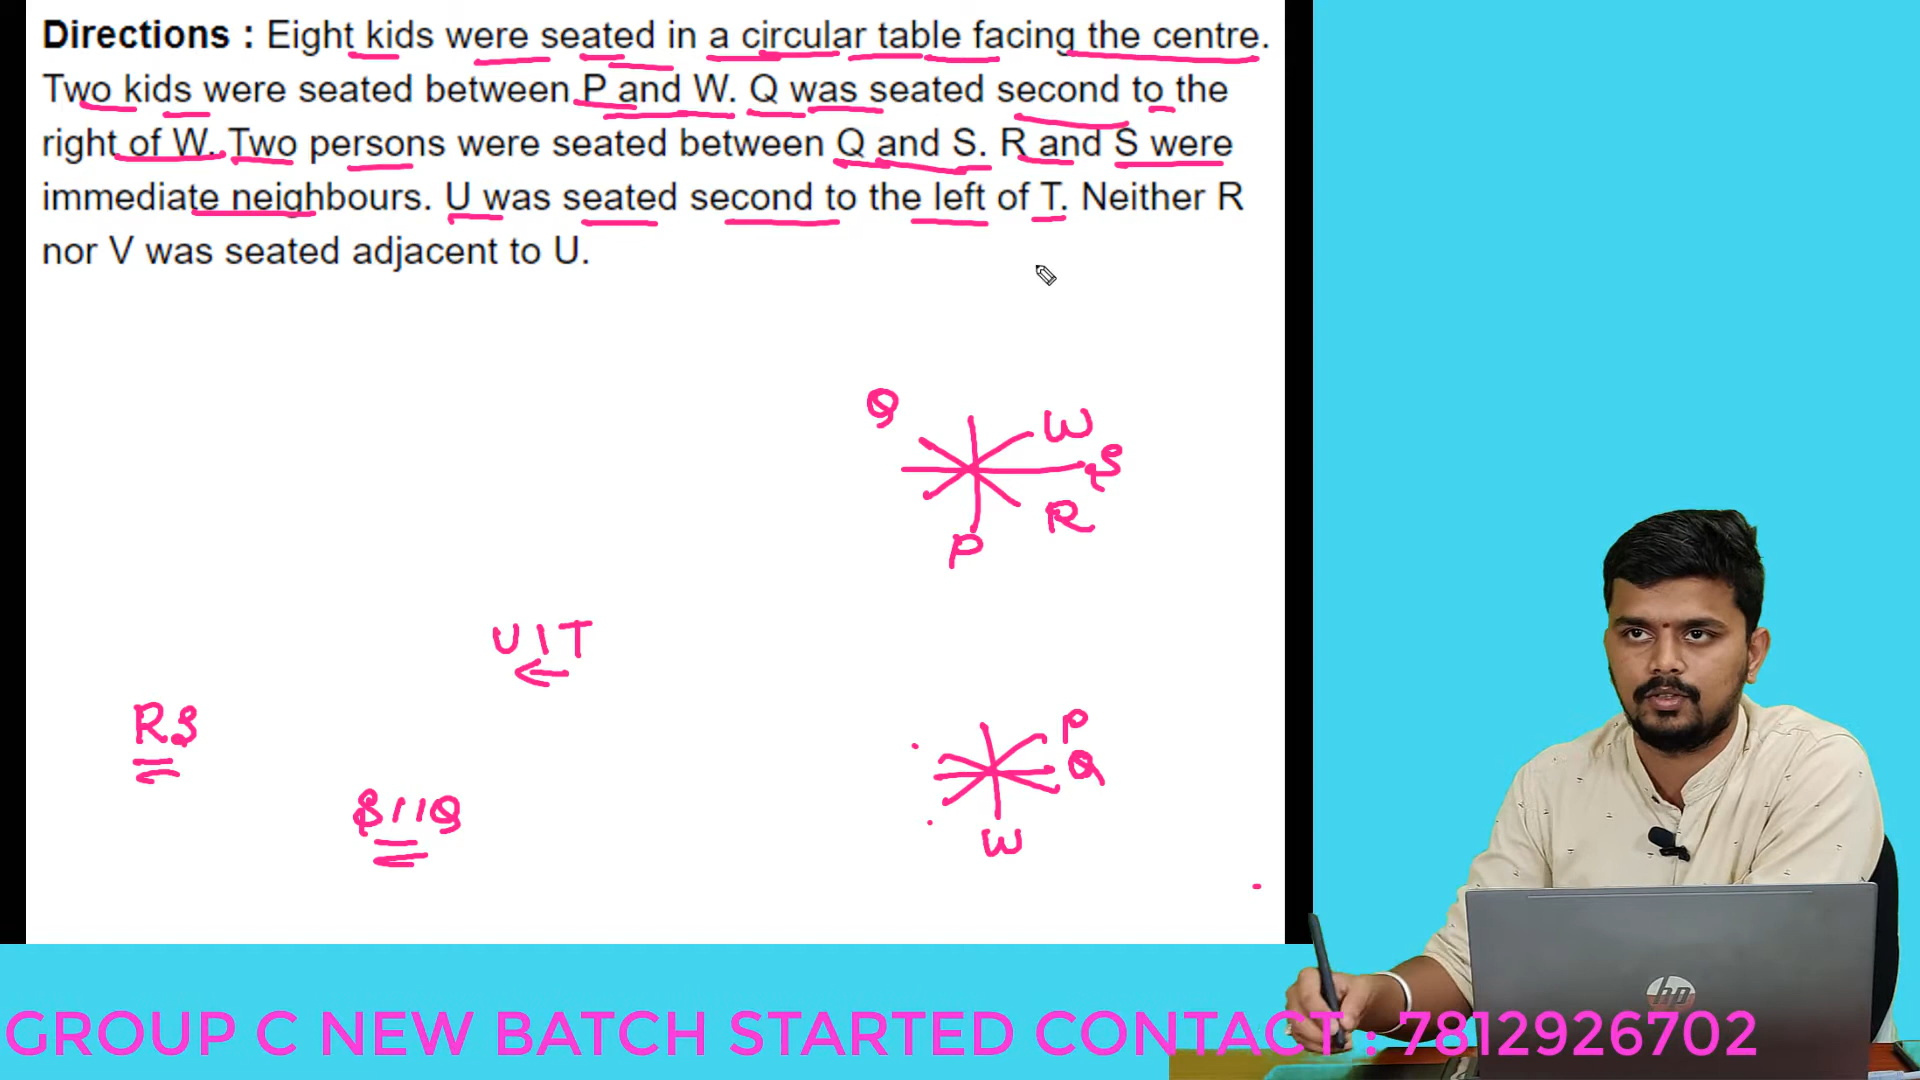 Directions : Eight kids were seated in a circular table facing the centre.
Two kids were seated between P and W. Q was seated second to the
right of W. Two persons were seated between Q and S. R and S were
immediate neighbours. U was seated second to the left of T. Neither R
nor V was seated adjacent to U.
Q W
S
R
P
U I T
R S
P
Q
S I I Q
W
hp
GROUP C NEW BATCH STARTED CONTACT : 7812926702